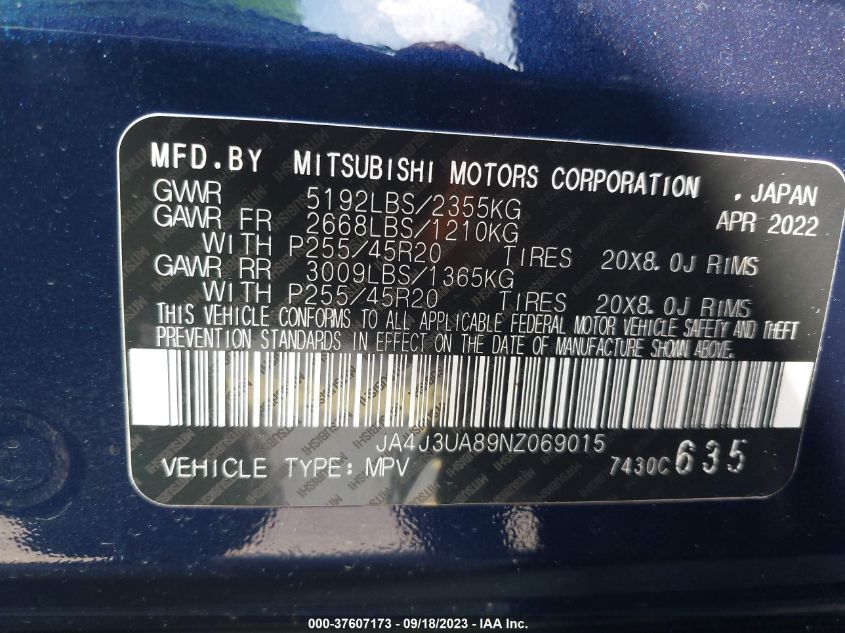 MFD.BY MITSUBISHI MOTORS CORPORATION , JAPAN
GWWR 5192LBS/2355KG APR 2022
GAWR FR 2668LBS/1210KG
WITH P255/45R20 TIRES 20X8.0J RIMS
GAWR RR 3009LBS/1365KG
WITH P255/45R20 TIRES 20X8.0J RIMS
THIS VEHICLE CONFORMS TO ALL APPLICABLE FEDERAL MOTOR VEHICLE SAFETY AND THEFT
PREVENTION STANDARDS IN EFFECT ON THE DATE OF MANUFACTURE SHOWN ABOVE.
JA4J3UA89NZ069015
VEHICLE TYPE:MPV 7430C 635
000-37607173 - 09/18/2023 - IAA Inc.